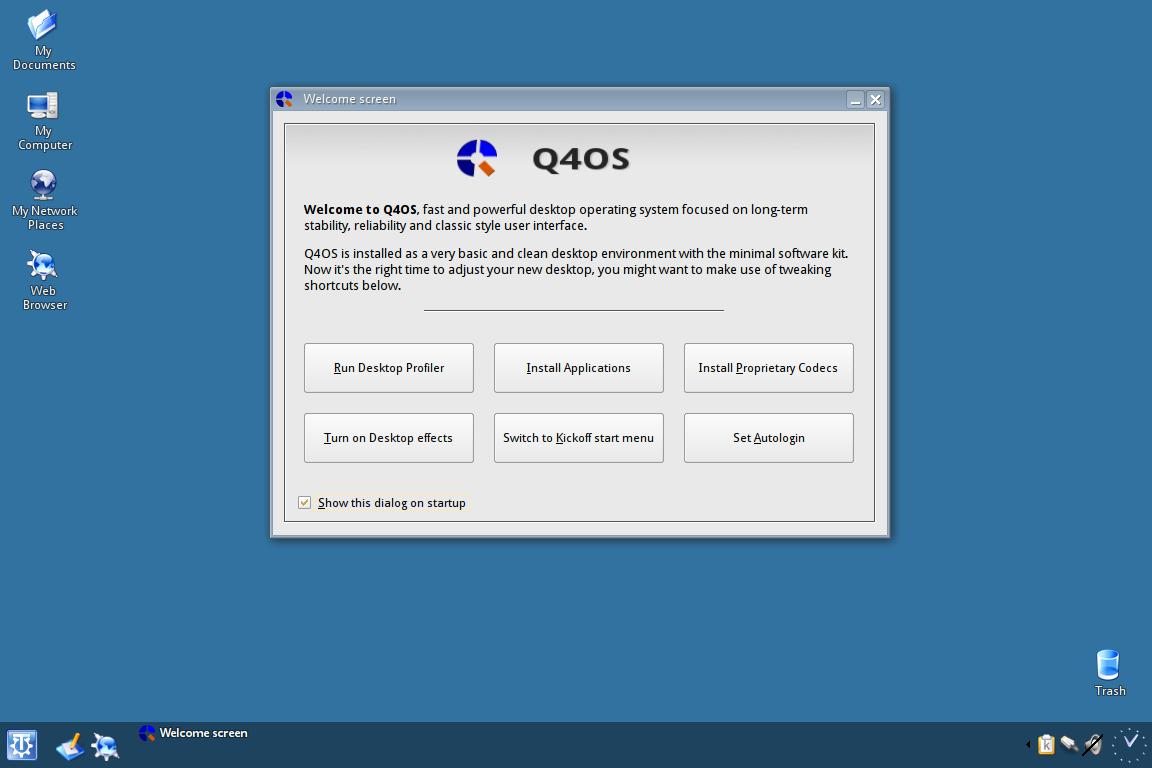 My
Documents
My
Computer
My Network
Places
Web
Browser
Welcome screen
Q4OS
Welcome to Q4OS, fast and powerful desktop operating system focused on long-term
stability, reliability and classic style user interface.
Q4OS is installed as a very basic and clean desktop environment with the minimal software kit.
Now it's the right time to adjust your new desktop, you might want to make use of tweaking
shortcuts below.
Run Desktop Profiler
Install Applications
Install Proprietary Codecs
Turn on Desktop effects
Switch to Kickoff start menu
Set Autologin
Show this dialog on startup
Trash
Welcome screen